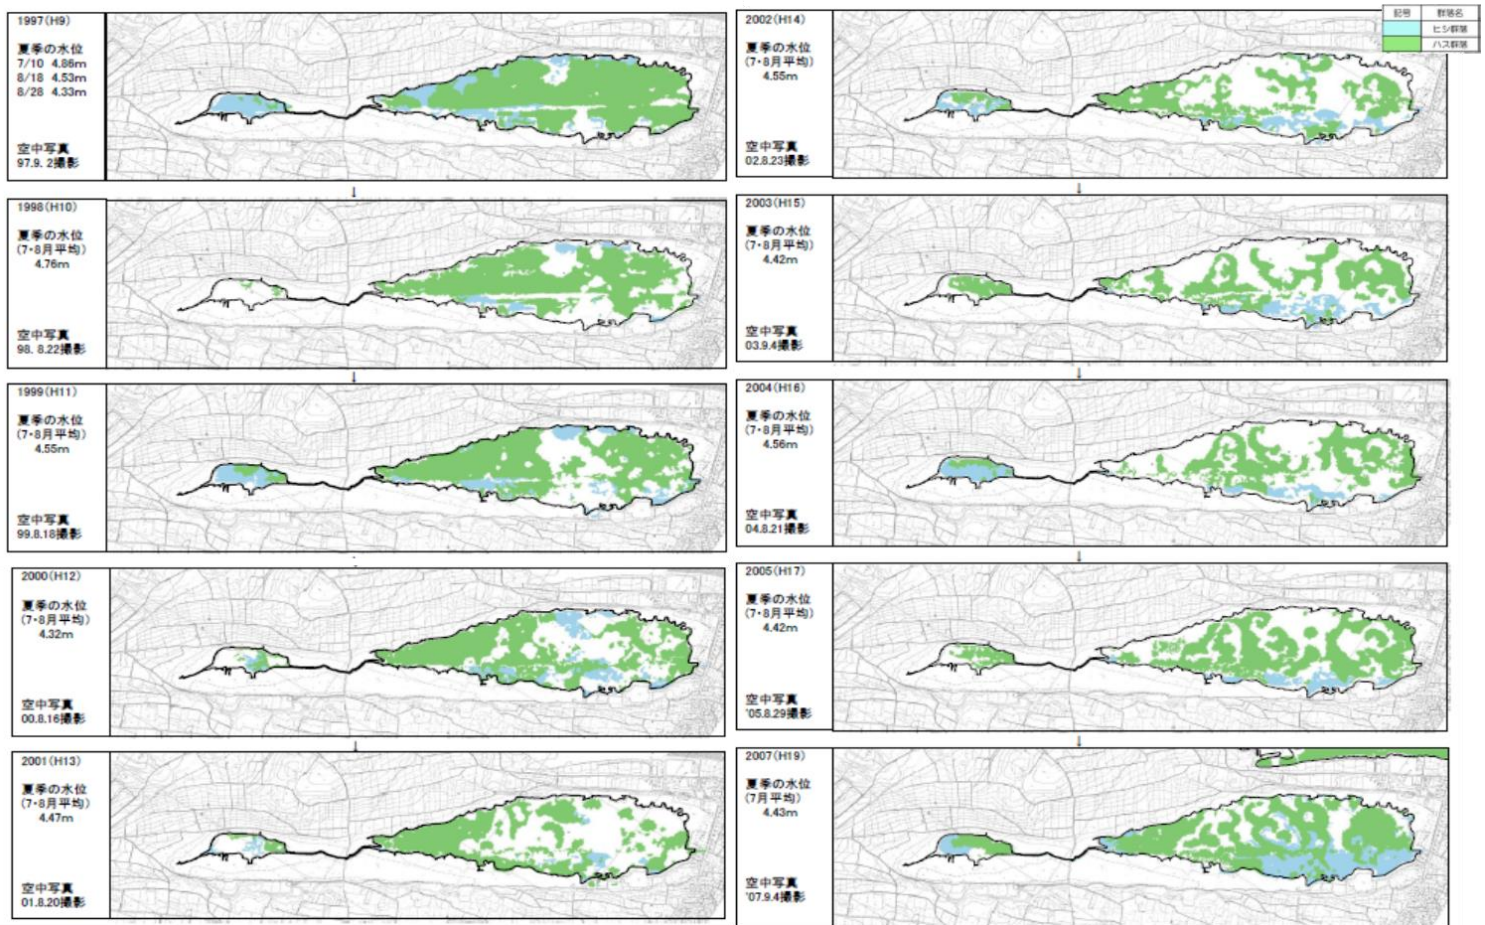 1997(H9)
夏季の水位
7/10 4.86m
8/18 4.53m
8/28 4.33m
空中写真
97.9. 2撮影
↓
1998(H10)
夏季の水位
(7・8月平均)
4.76m
空中写真
98. 8.22撮影
↓
1999(H11)
夏季の水位
(7・8月平均)
4.55m
空中写真
99.8.18撮影
2000(H12)
夏季の水位
(7・8月平均)
4.32m
空中写真
00.8.16撮影
↓
2001(H13)
夏季の水位
(7・8月平均)
4.47m
空中写真
01.8.20撮影
2002(H14)
夏季の水位
(7・8月平均)
4.55m
空中写真
02.8.23撮影
↓
2003(H15)
夏季の水位
(7・8月平均)
4.42m
空中写真
03.9.4撮影
↓
2004(H16)
夏季の水位
(7・8月平均)
4.56m
空中写真
04.8.21撮影
↓
2005(H17)
夏季の水位
(7・8月平均)
4.42m
空中写真
'05.8.29撮影
↓
2007(H19)
夏季の水位
(7月平均)
4.43m
空中写真
'07.9.4撮影
記号 群落名
ヒシ群落
ハス群落